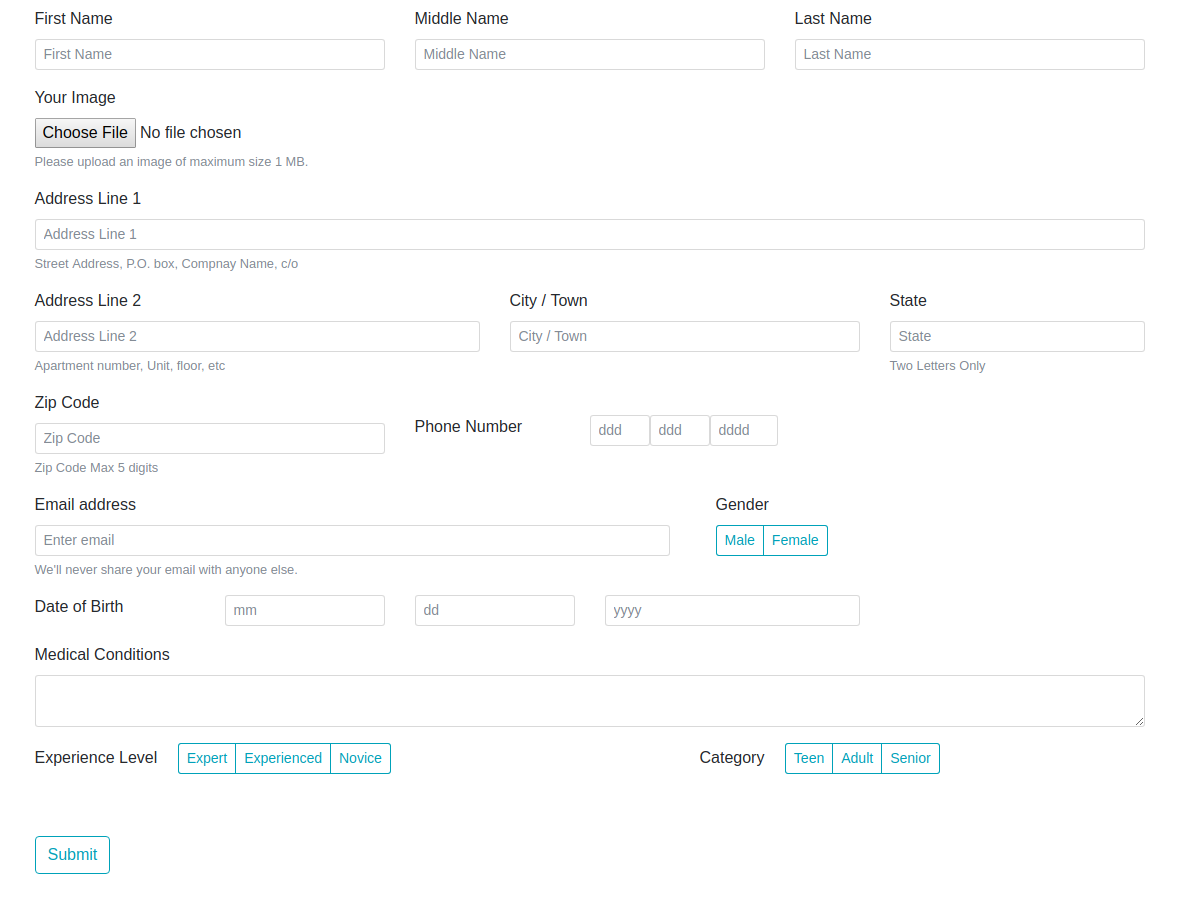 First Name Middle Name Last Name
First Name Middle Name Last Name
Your Image
Choose File No file chosen
Please upload an image of maximum size 1 MB.
Address Line 1
Address Line 1
Street Address, P.O. box, Compnay Name, c/o
Address Line 2 City / Town State
Address Line 2 City / Town State
Apartment number, Unit, floor, etc Two Letters Only
Zip Code
Phone Number ddd ddd dddd
Zip Code
Zip Code Max 5 digits
Email address Gender
Enter email Male Female
We'll never share your email with anyone else.
Date of Birth mm dd yyyy
Medical Conditions
Experience Level Expert Experienced Novice Category Teen Adult Senior
Submit